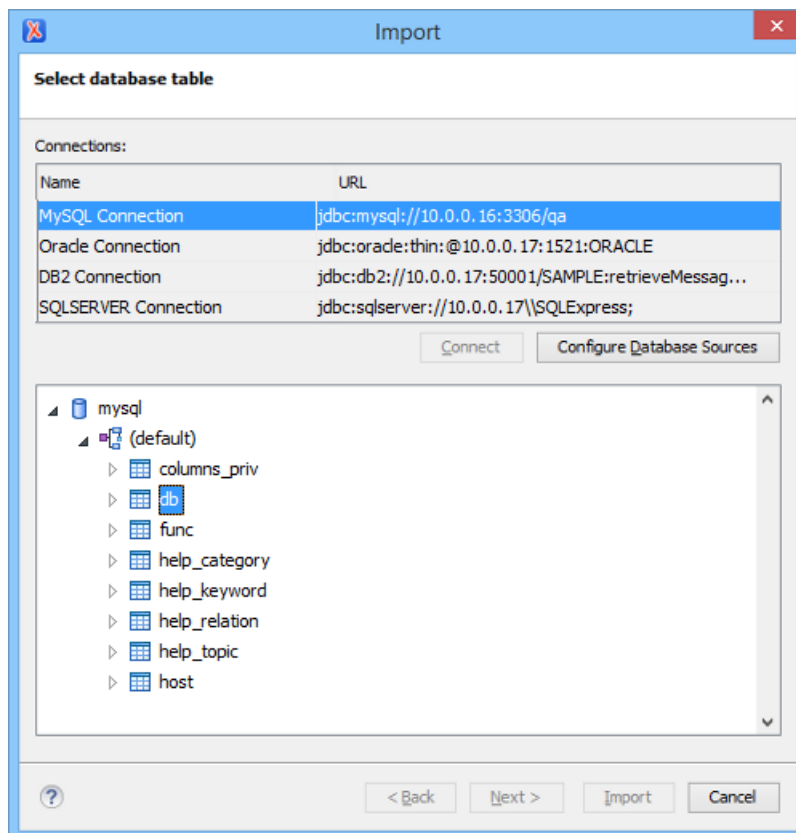 Import
Select database table
Connections:
Name URL
MySQL Connection jdbc:mysql://10.0.0.16:3306/qa
Oracle Connection jdbc:oracle:thin:@10.0.0.17:1521:ORACLE
DB2 Connection jdbc:db2://10.0.0.17:50001/SAMPLE:retrieveMessag...
SQLSERVER Connection jdbc:sqlserver://10.0.0.17\\SQLExpress;
Connect Configure Database Sources
mysql
(default)
columns_priv
db
func
help_category
help_keyword
help_relation
help_topic
host
? < Back Next > Import Cancel